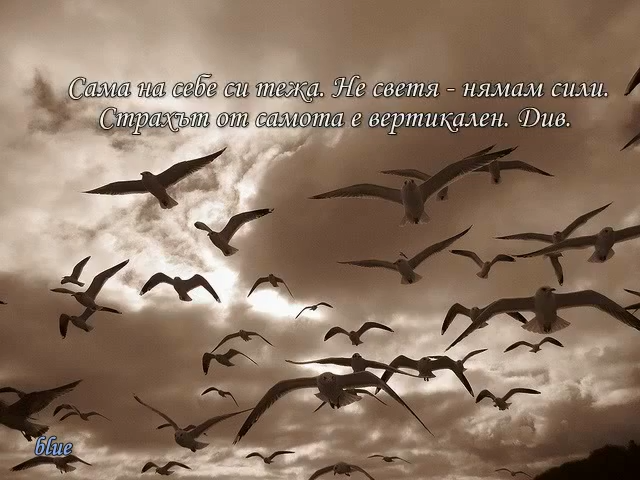 Сама на себе си тежа. Не светя - нямам сили.
Страхът от самота е вертикален. Див.
blue